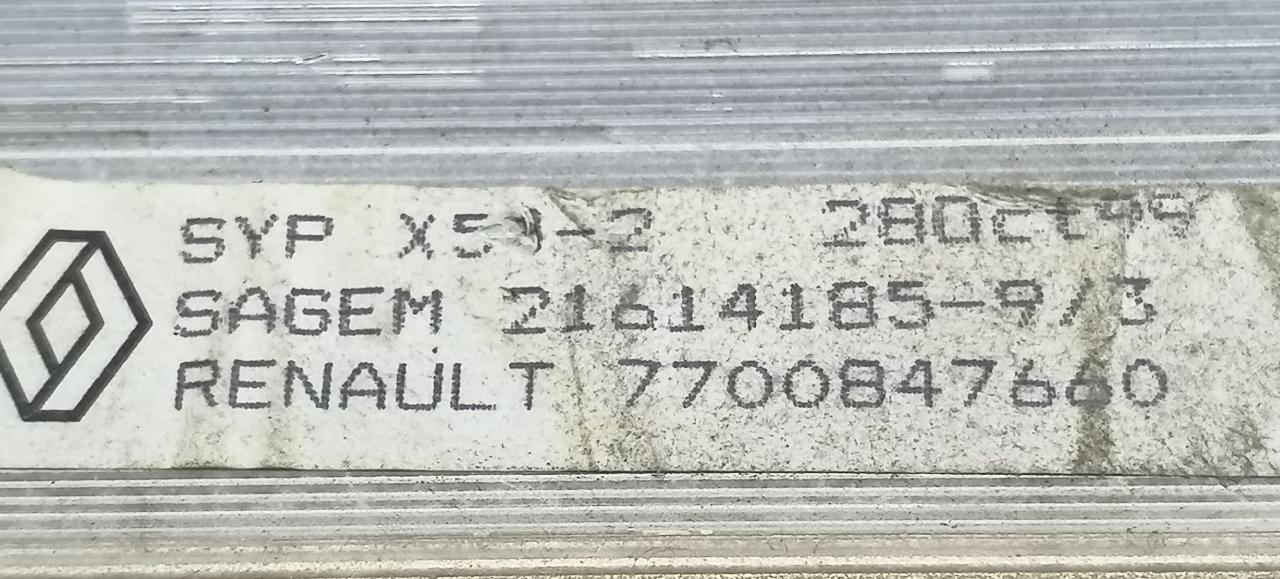 SYP 28Oct99
SAGEM 21614185-9/3
RENAULT 7700847660